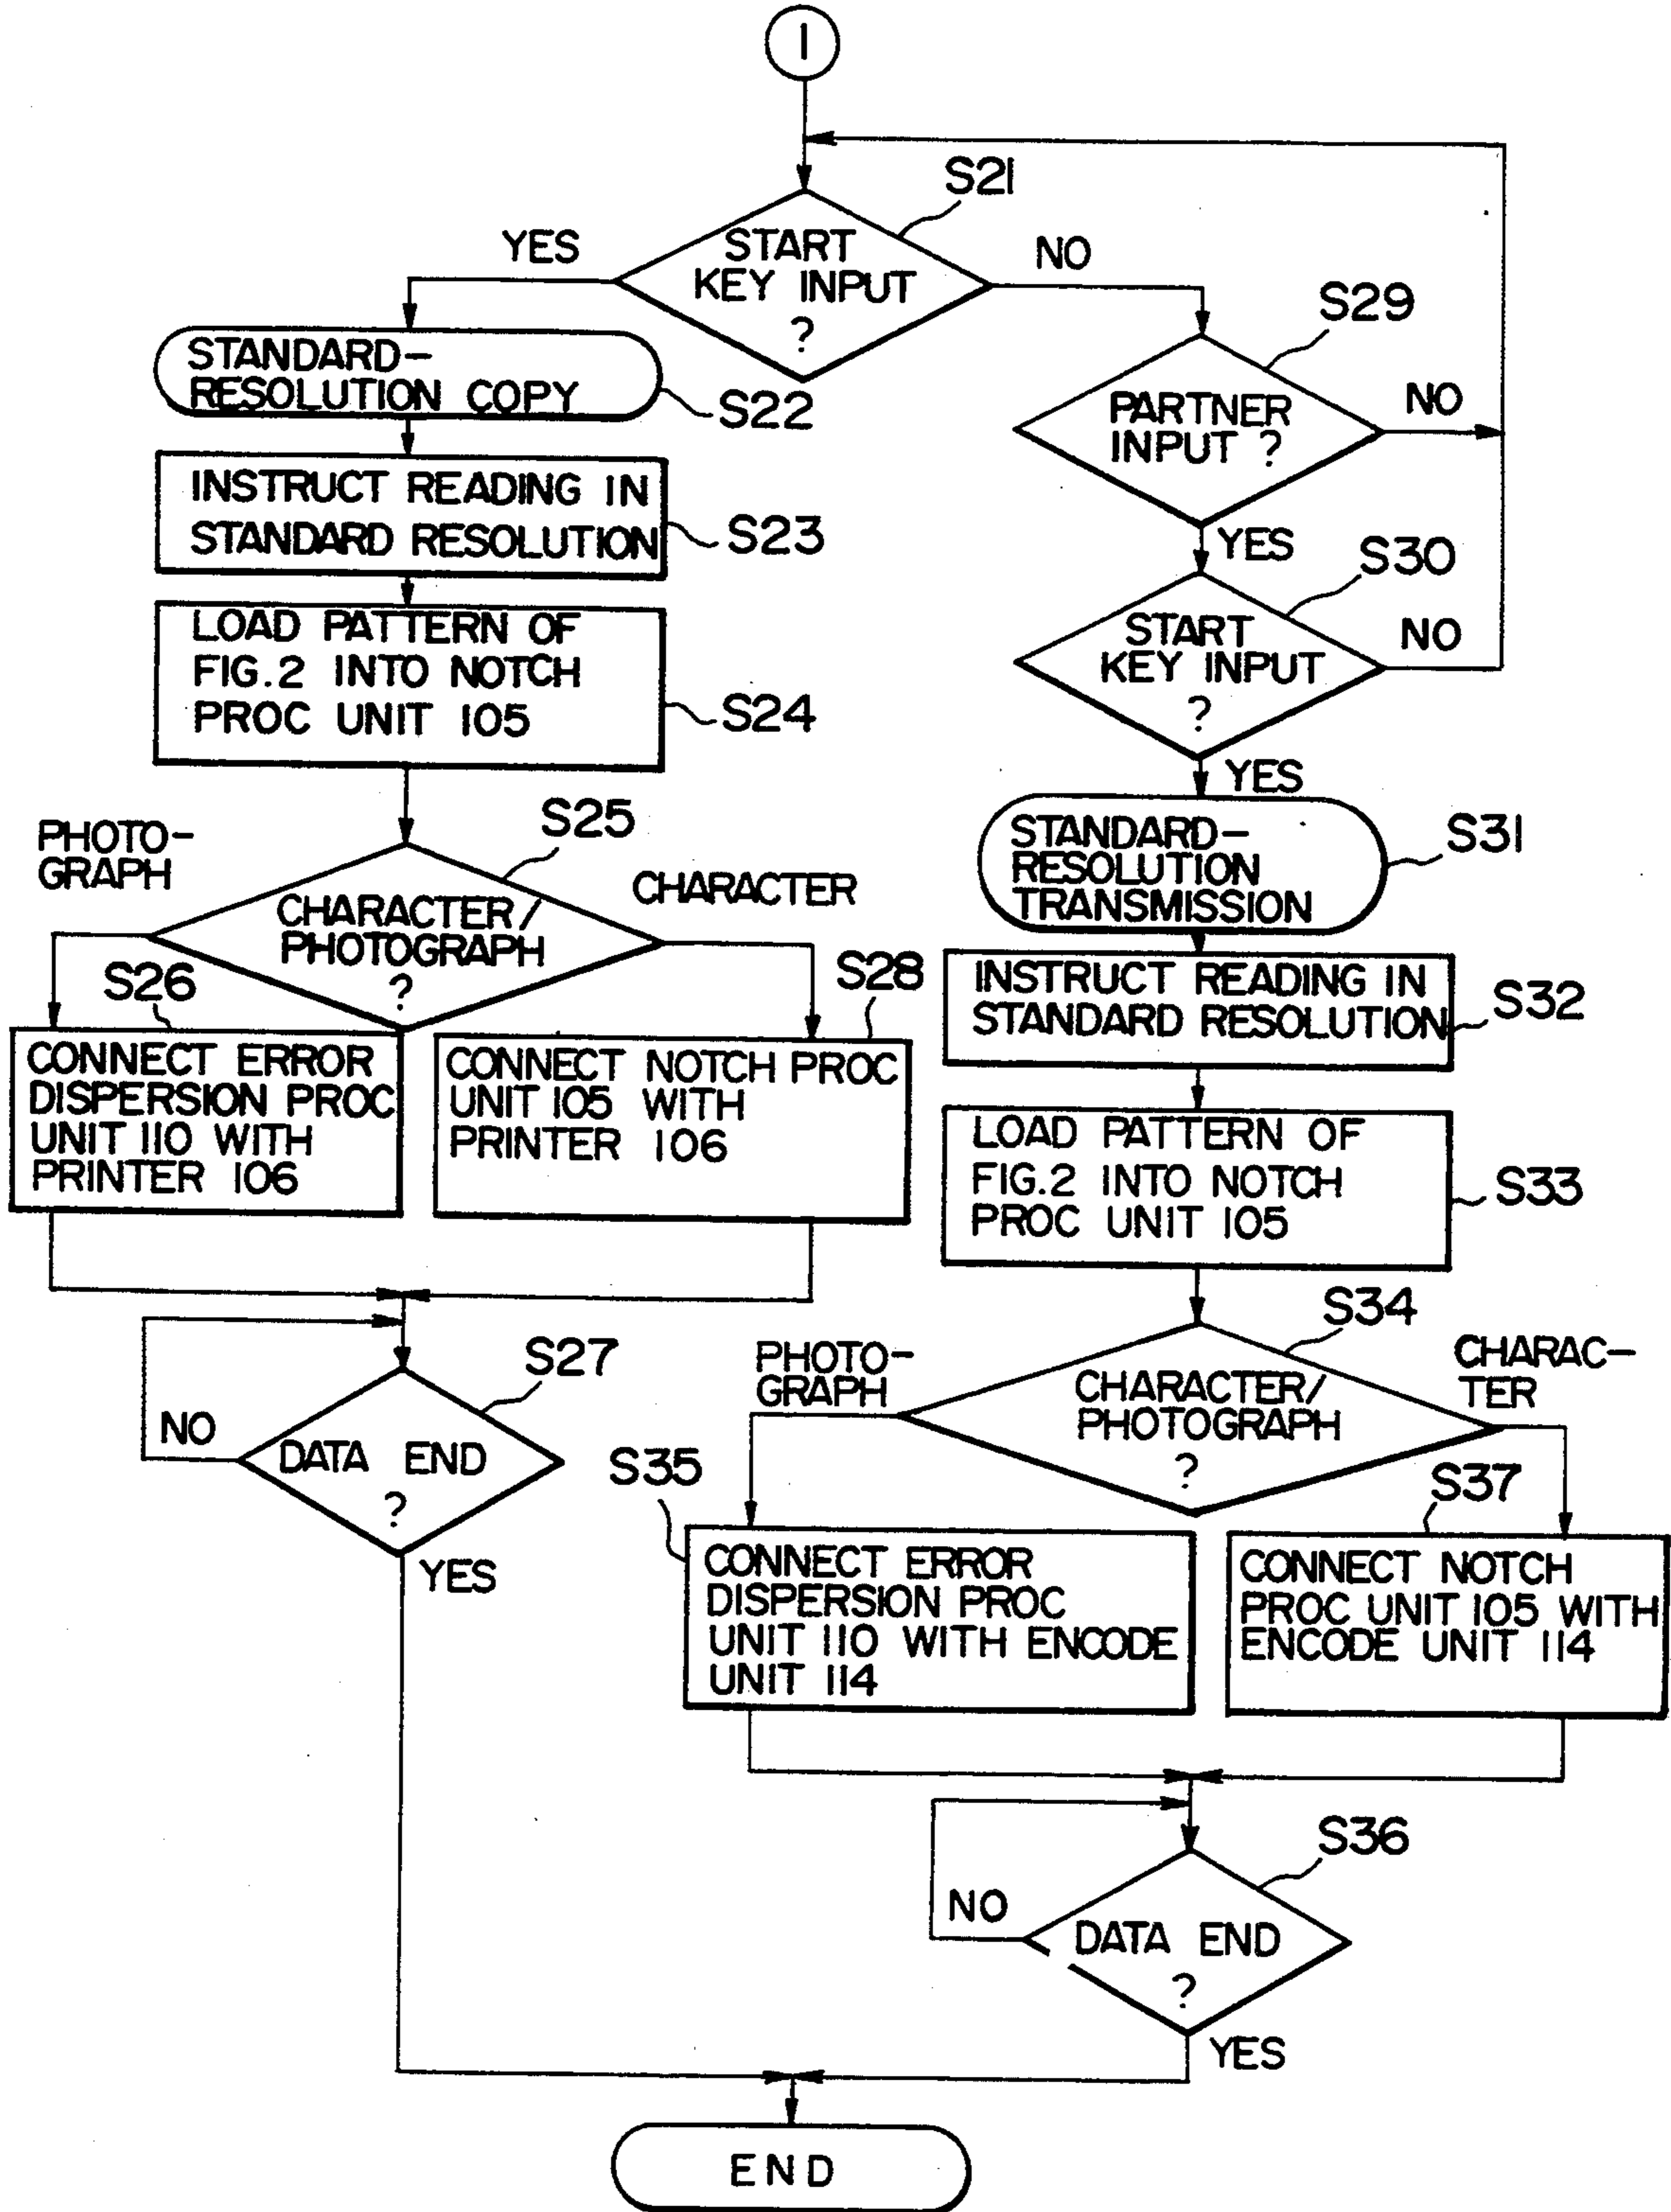 1
S21
YES
START
KEY INPUT
?
NO
S29
STANDARD-
RESOLUTION COPY
S22
PARTNER
INPUT ?
NO
INSTRUCT READING IN
STANDARD RESOLUTION
S23
YES
S30
LOAD PATTERN OF
FIG.2 INTO NOTCH
PROC UNIT 105
S24
START
KEY INPUT
?
NO
YES
PHOTO-
GRAPH
S25
CHARACTER/
PHOTOGRAPH
?
CHARACTER
STANDARD-
RESOLUTION
TRANSMISSION
S31
S26
CONNECT ERROR
DISPERSION PROC
UNIT 110 WITH
PRINTER 106
S28
CONNECT NOTCH PROC
UNIT 105 WITH
PRINTER 106
INSTRUCT READING IN
STANDARD RESOLUTION
S32
LOAD PATTERN OF
FIG.2 INTO NOTCH
PROC UNIT 105
S33
S27
NO
DATA END
?
YES
S34
PHOTO-
GRAPH
CHARACTER/
PHOTOGRAPH
?
CHARAC-
TER
S35
CONNECT ERROR
DISPERSION PROC
UNIT 110 WITH ENCODE
UNIT 114
S37
CONNECT NOTCH
PROC UNIT 105 WITH
ENCODE UNIT 114
S36
NO
DATA END
?
YES
END